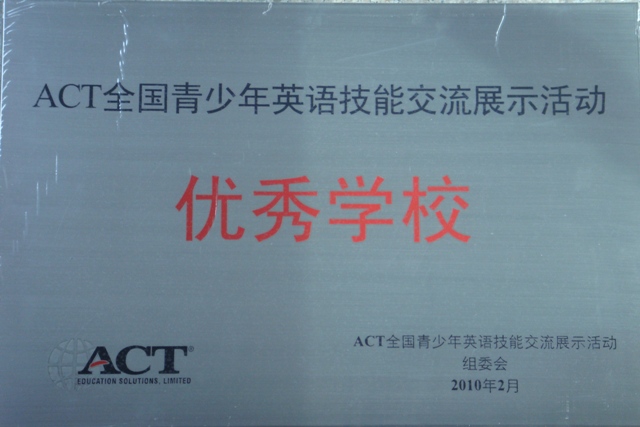 ACT全国青少年英语技能交流展示活动
优秀学校
ACT®
EDUCATION SOLUTIONS, LIMITED
ACT全国青少年英语技能交流展示活动
组委会
2010年2月